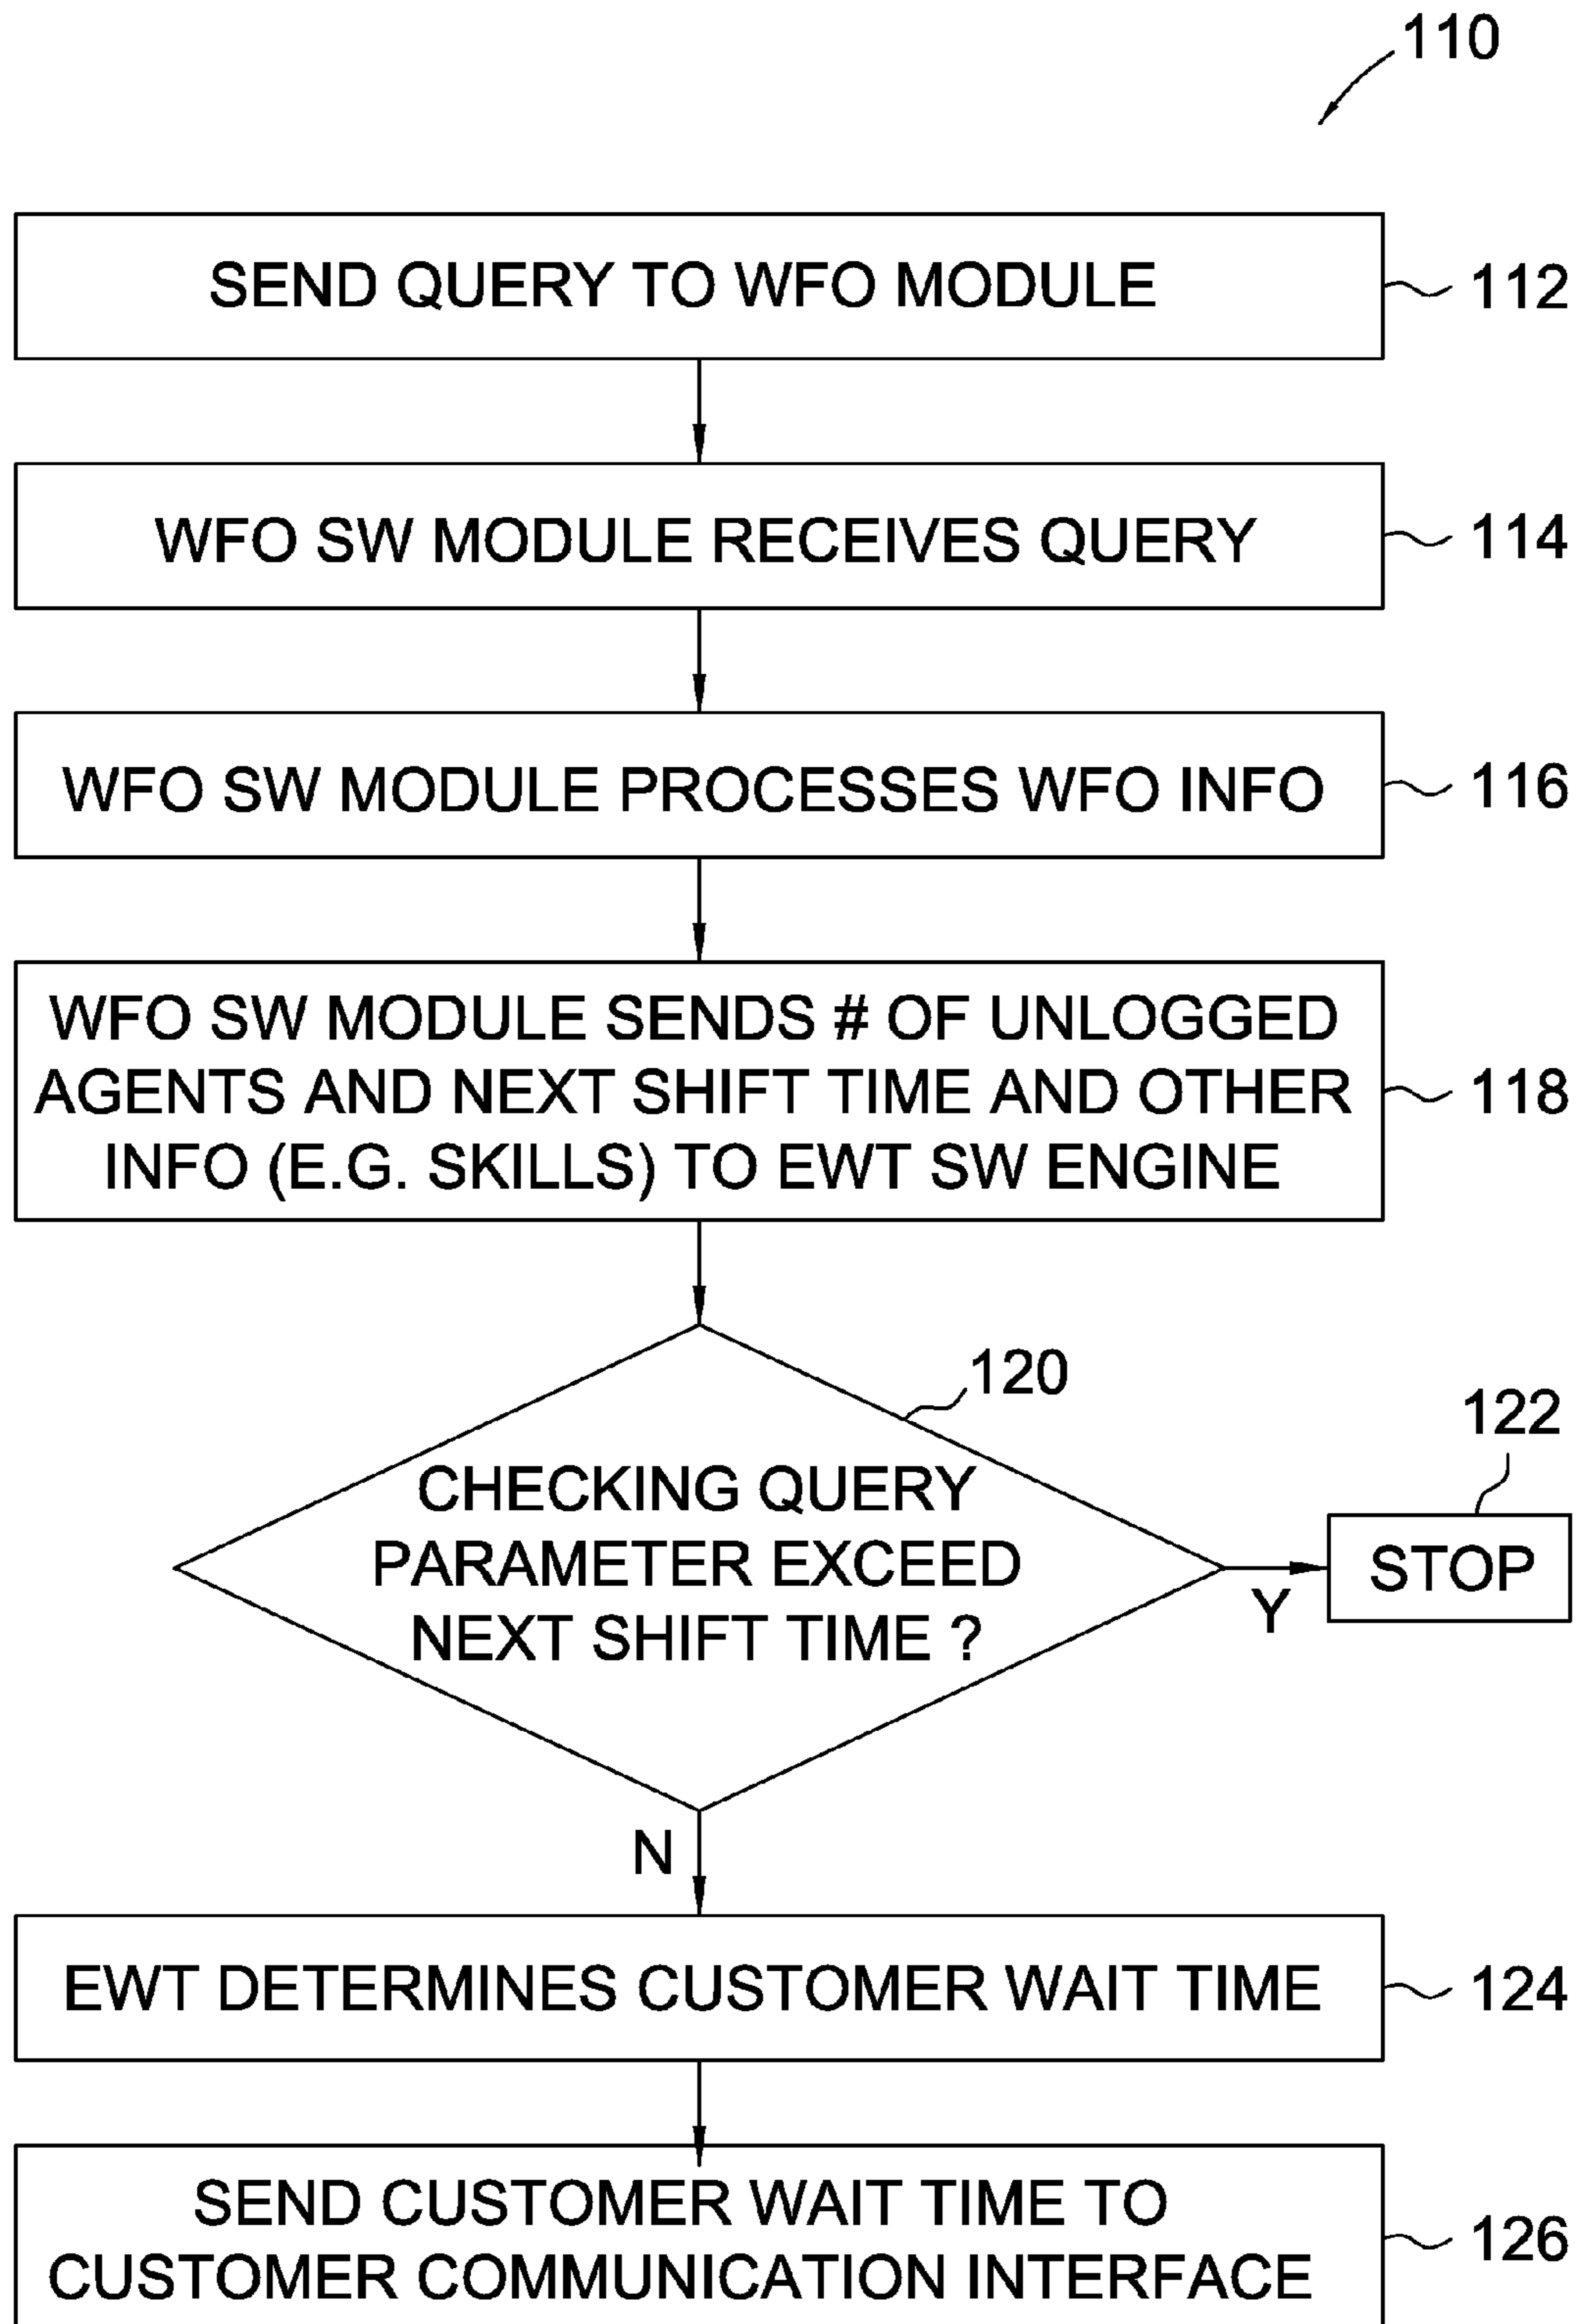 110
SEND QUERY TO WFO MODULE
112
WFO SW MODULE RECEIVES QUERY
114
WFO SW MODULE PROCESSES WFO INFO
116
WFO SW MODULE SENDS # OF UNLOGGED
AGENTS AND NEXT SHIFT TIME AND OTHER
INFO (E.G. SKILLS) TO EWT SW ENGINE
118
120
CHECKING QUERY
PARAMETER EXCEED
NEXT SHIFT TIME ?
122
STOP
Y
N
EWT DETERMINES CUSTOMER WAIT TIME
124
SEND CUSTOMER WAIT TIME TO
CUSTOMER COMMUNICATION INTERFACE
126